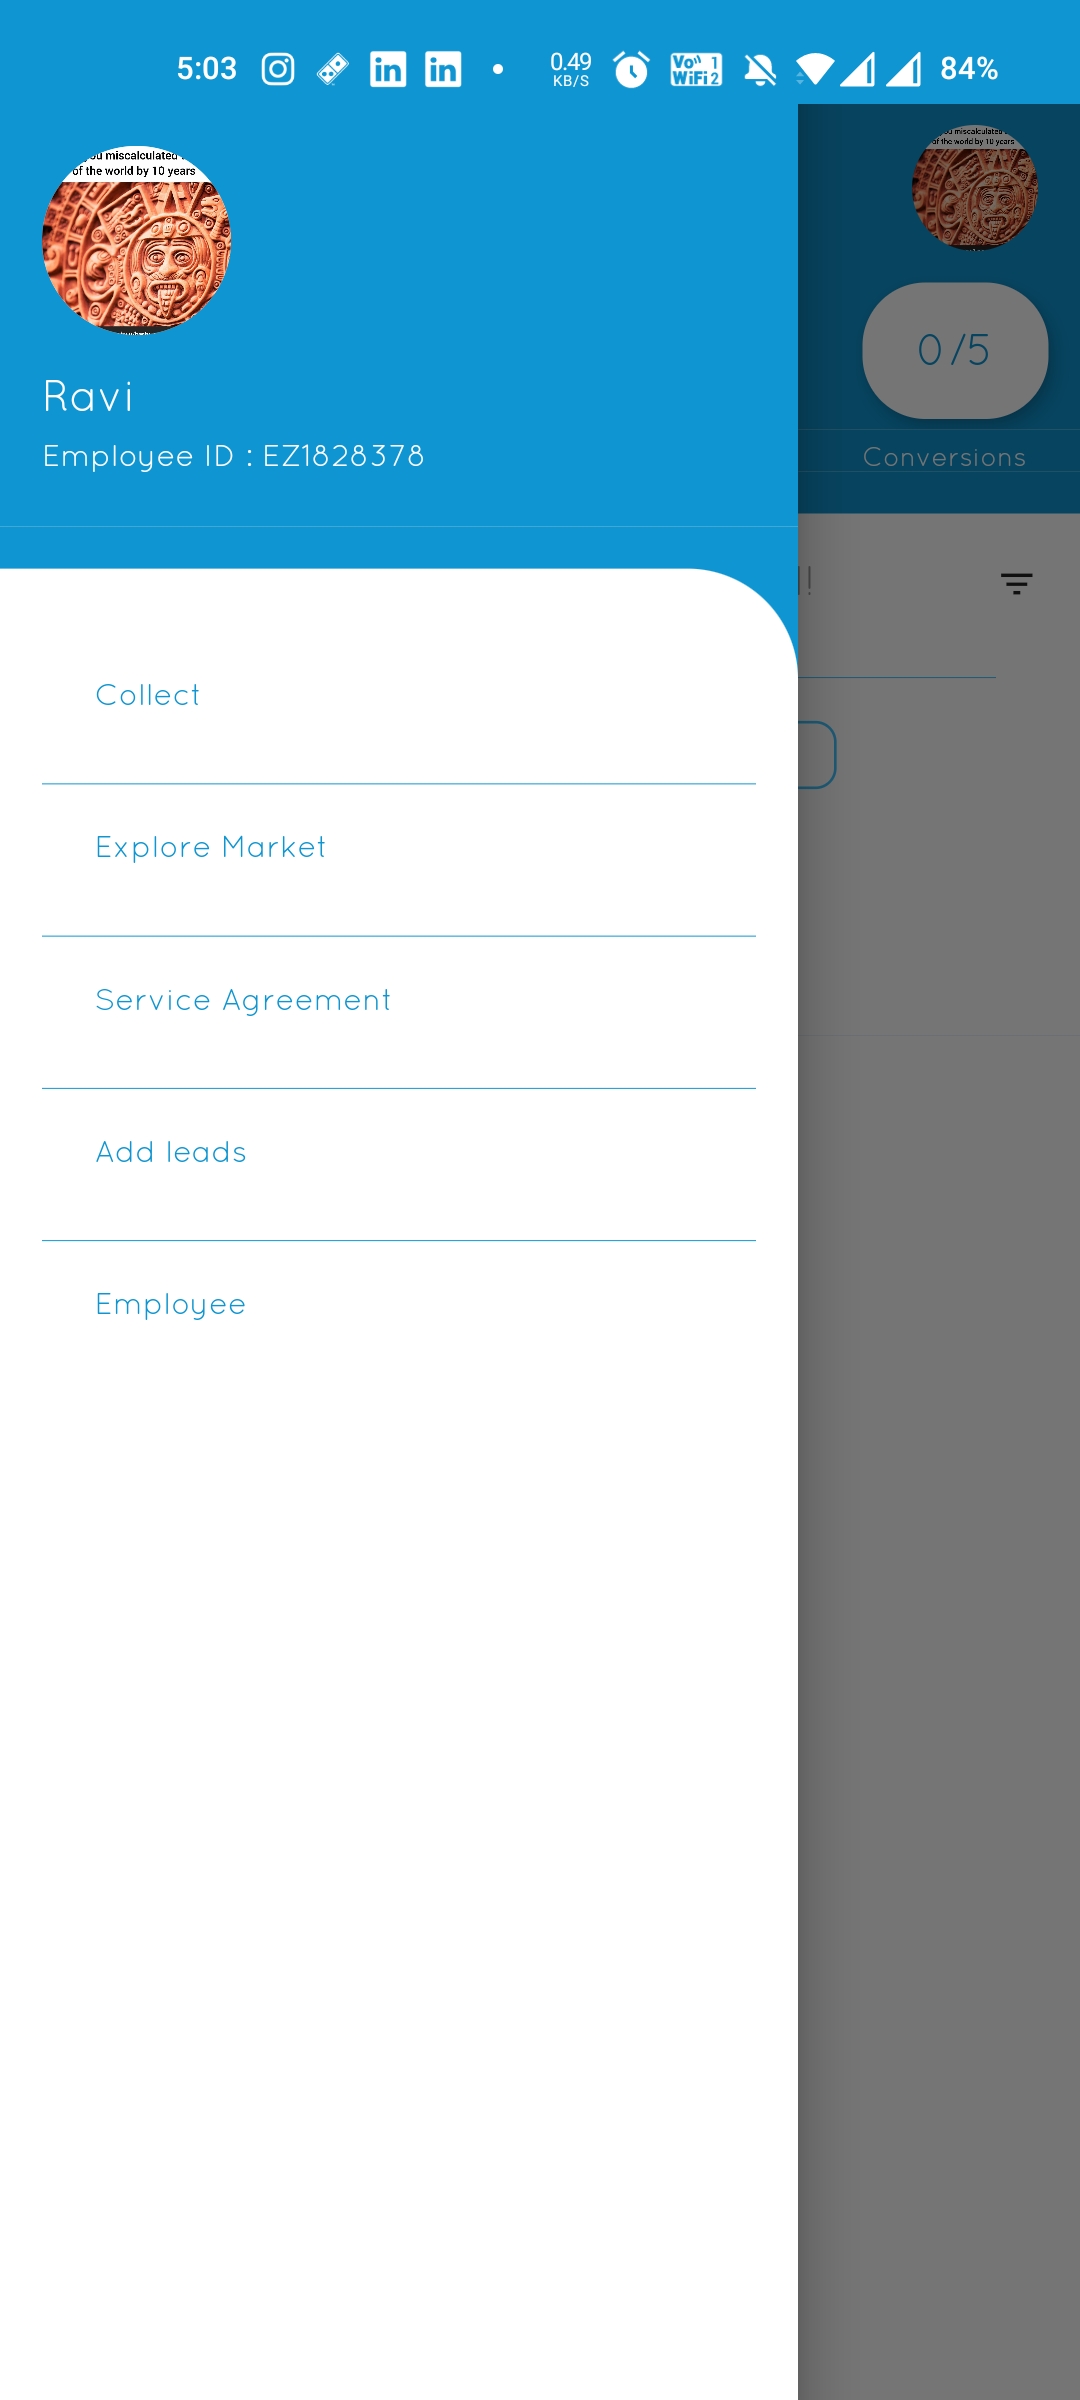 5:03
0.49
KB/S
Vo 1
WiFi 2
84%
you miscalculated
of the world by 10 years
Ravi
Employee ID : EZ1828378
Collect
Explore Market
Service Agreement
Add leads
Employee
you miscalculated
of the world by 10 years
0/5
Conversions
!